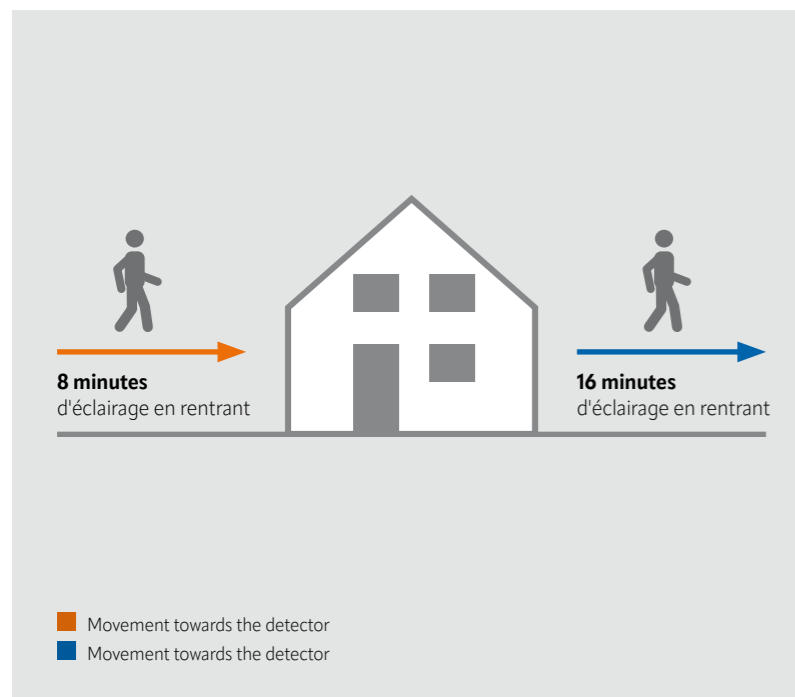 8 minutes
d'éclairage en rentrant
16 minutes
d'éclairage en rentrant
Movement towards the detector
Movement towards the detector